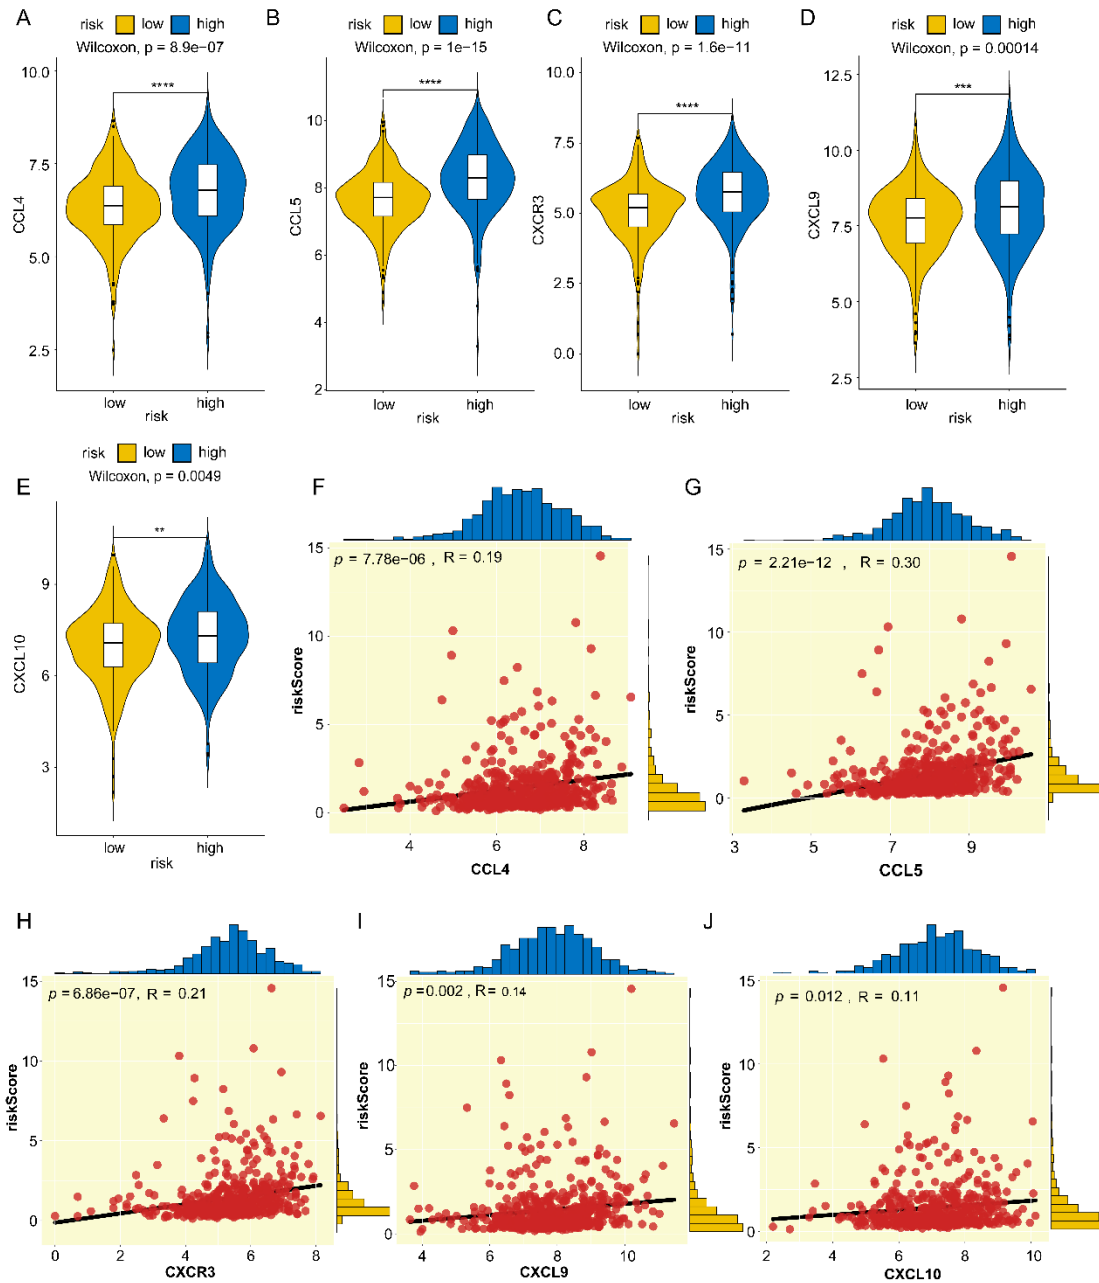 A
risk low high
Wilcoxon, p = 8.9e−07
****
10.0
7.5
5.0
2.5
CCL4
low high
risk
B
risk low high
Wilcoxon, p = 1e−15
****
10
8
6
4
2
CCL5
low high
risk
C
risk low high
Wilcoxon, p = 1.6e−11
****
10.0
7.5
5.0
2.5
0.0
CXCR3
low high
risk
D
risk low high
Wilcoxon, p = 0.00014
***
12.5
10.0
7.5
5.0
2.5
CXCL9
low high
risk
E
risk low high
Wilcoxon, p = 0.0049
**
9
6
3
CXCL10
low high
risk
F
p = 7.78e−06 , R = 0.19
15
10
5
0
riskScore
4 6 8
CCL4
G
p = 2.21e−12 , R = 0.30
15
10
5
0
riskScore
3 5 7 9
CCL5
H
p = 6.86e−07, R = 0.21
15
10
5
0
riskScore
0 2 4 6 8
CXCR3
I
p =0.002 , R = 0.14
15
10
5
0
riskScore
4 6 8 10
CXCL9
J
p = 0.012 , R = 0.11
15
10
5
0
riskScore
2 4 6 8 10
CXCL10